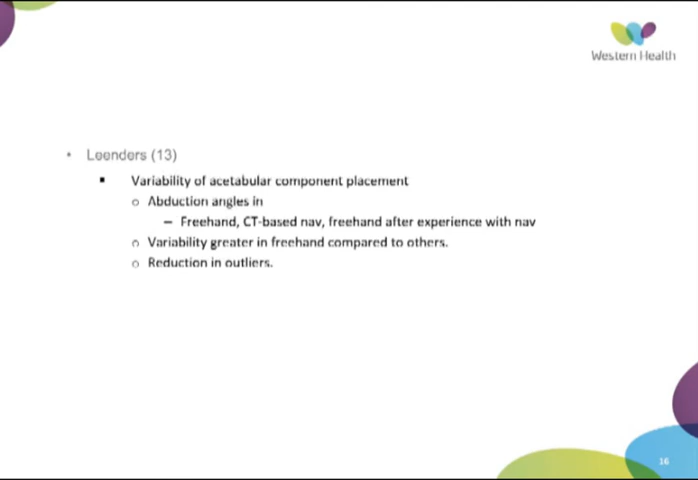 Western Health
• Leenders (13)
▪ Variability of acetabular component placement
o Abduction angles in
– Freehand, CT-based nav, freehand after experience with nav
o Variability greater in freehand compared to others.
o Reduction in outliers.
16